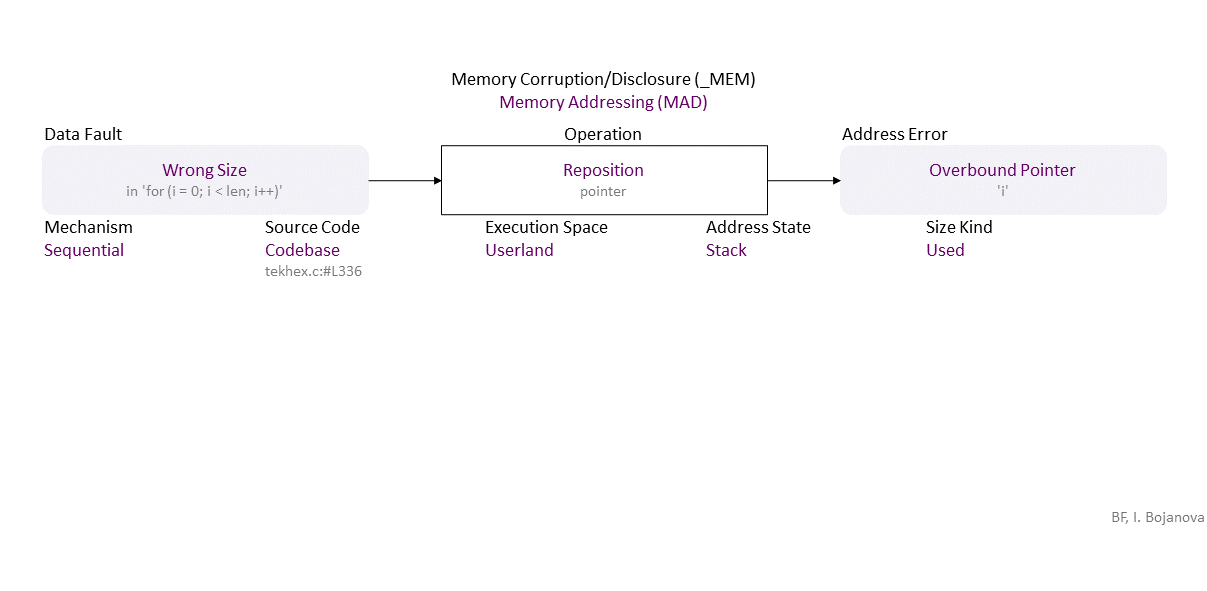 Memory Corruption/Disclosure (_MEM)
Memory Addressing (MAD)
Data Fault
Operation
Address Error
Wrong Size
in 'for (i = 0; i < len; i++)'
Reposition
pointer
Overbound Pointer
'i'
Mechanism
Sequential
Source Code
Codebase
tekhex.c:#L336
Execution Space
Userland
Address State
Stack
Size Kind
Used
BF, I. Bojanova